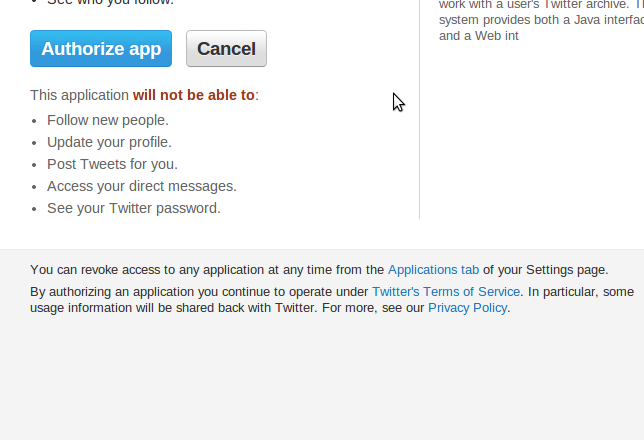 See who you follow.
Authorize app
Cancel
This application will not be able to:
Follow new people.
Update your profile.
Post Tweets for you.
Access your direct messages.
See your Twitter password.
work with a user's Twitter archive.
system provides both a Java interfac
and a Web int
You can revoke access to any application at any time from the Applications tab of your Settings page.
By authorizing an application you continue to operate under Twitter's Terms of Service. In particular, some
usage information will be shared back with Twitter. For more, see our Privacy Policy.